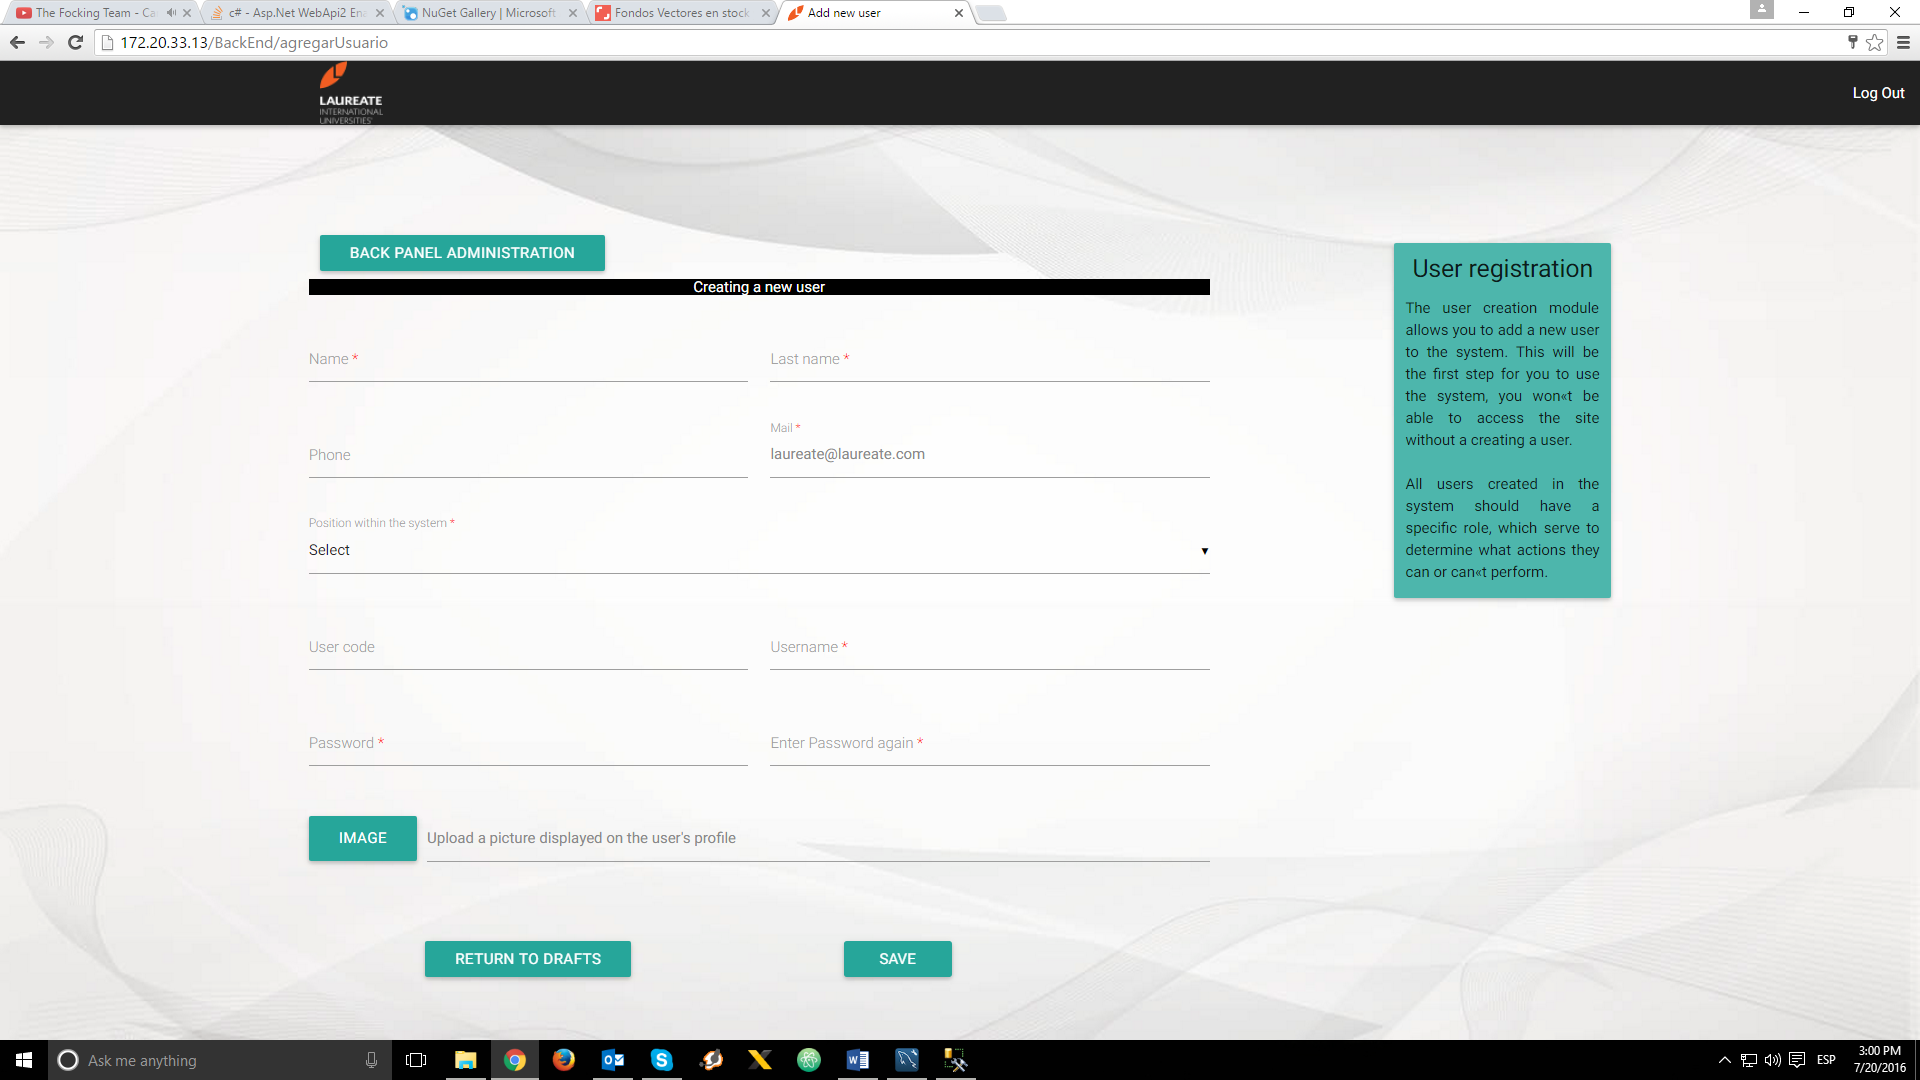 The Focking Team - Ca
c# - Asp.Net WebApi2 Ena
NuGet Gallery | Microsoft
Fondos Vectores en stock
Add new user
172.20.33.13/BackEnd/agregarUsuario
LAUREATE
INTERNATIONAL
UNIVERSITIES
Log Out
BACK PANEL ADMINISTRATION
Creating a new user
Name *
Last name *
Phone
Mail *
laureate@laureate.com
Position within the system *
Select
User code
Username *
Password *
Enter Password again *
IMAGE
Upload a picture displayed on the user's profile
RETURN TO DRAFTS
SAVE
User registration
The user creation module
allows you to add a new user
to the system. This will be
the first step for you to use
the system, you won«t be
able to access the site
without a creating a user.
All users created in the
system should have a
specific role, which serve to
determine what actions they
can or can«t perform.
Ask me anything
ESP
3:00 PM
7/20/2016